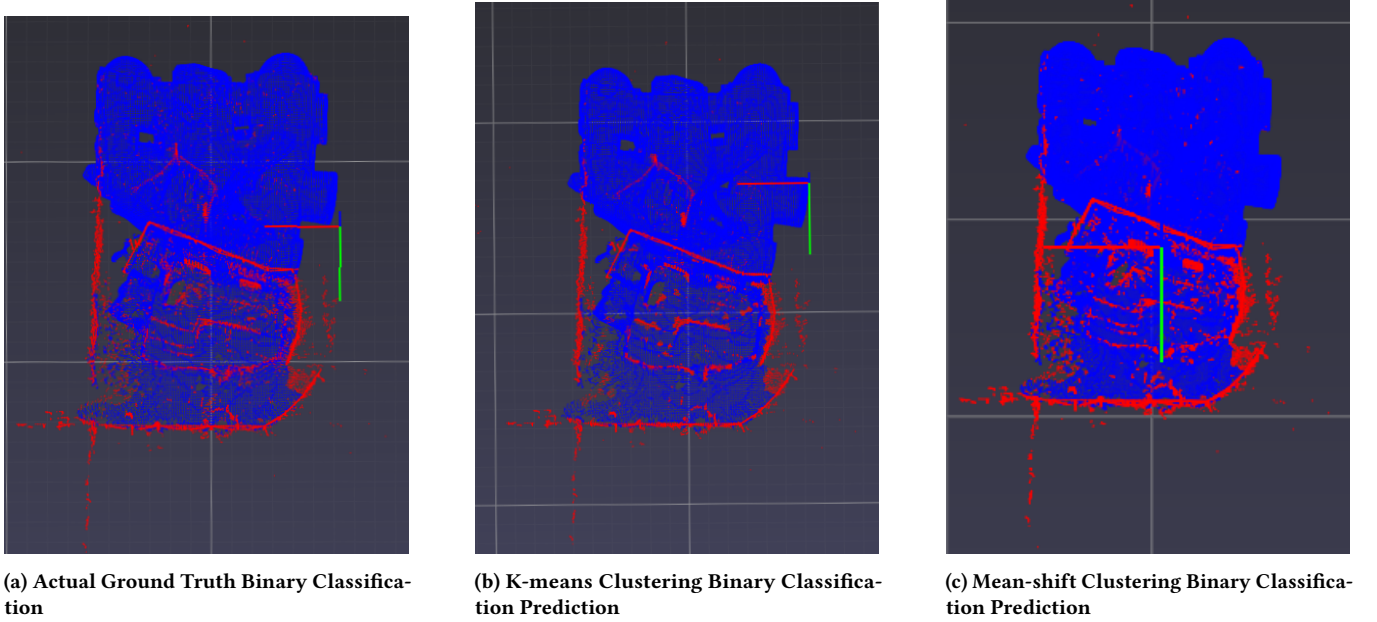 (a) Actual Ground Truth Binary Classifica-
tion
(b) K-means Clustering Binary Classifica-
tion Prediction
(c) Mean-shift Clustering Binary Classifica-
tion Prediction